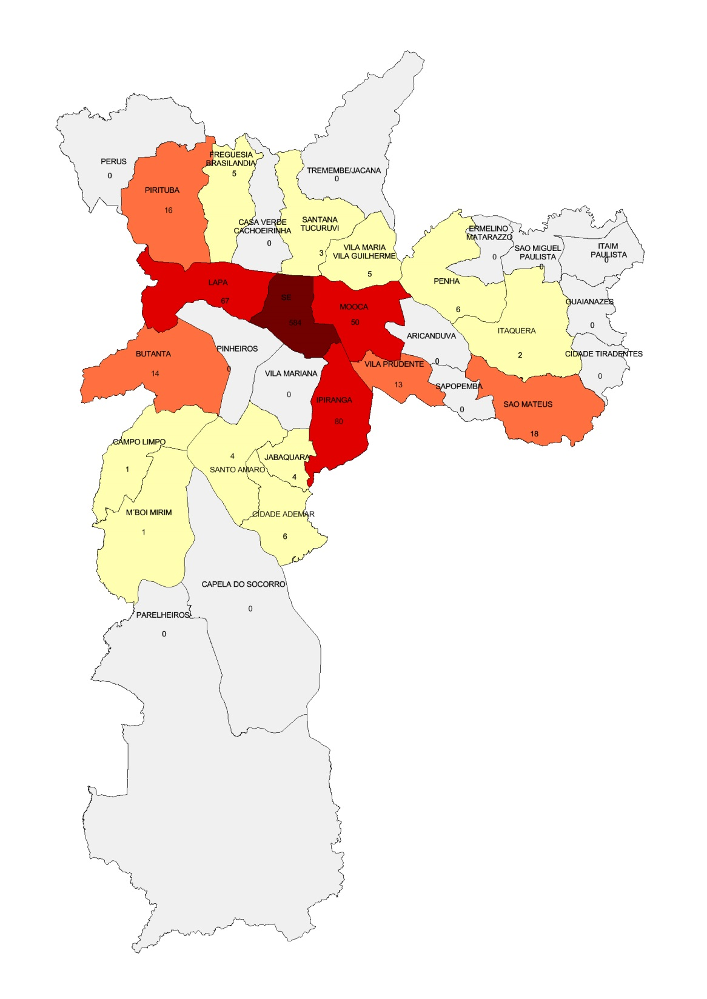 PERUS
0
PIRITUBA
16
FREGUESIA
BRASILANDIA
5
CASA VERDE
CACHOEIRINHA
0
TREMEMBE/JACANA
0
SANTANA
TUCURUVI
3
VILA MARIA
VILA GUILHERME
5
ERMELINO
MATARAZZO
0
SAO MIGUEL
PAULISTA
0
ITAIM
PAULISTA
0
LAPA
67
SE
584
MOOCA
50
PENHA
6
GUAIANAZES
0
ITAQUERA
2
ARICANDUVA
0
CIDADE TIRADENTES
0
BUTANTA
14
PINHEIROS
0
VILA MARIANA
0
VILA PRUDENTE
13
SAPOPEMBA
0
SAO MATEUS
18
IPIRANGA
80
CAMPO LIMPO
1
4
SANTO AMARO
JABAQUARA
4
M´BOI MIRIM
1
CIDADE ADEMAR
6
CAPELA DO SOCORRO
0
PARELHEIROS
0